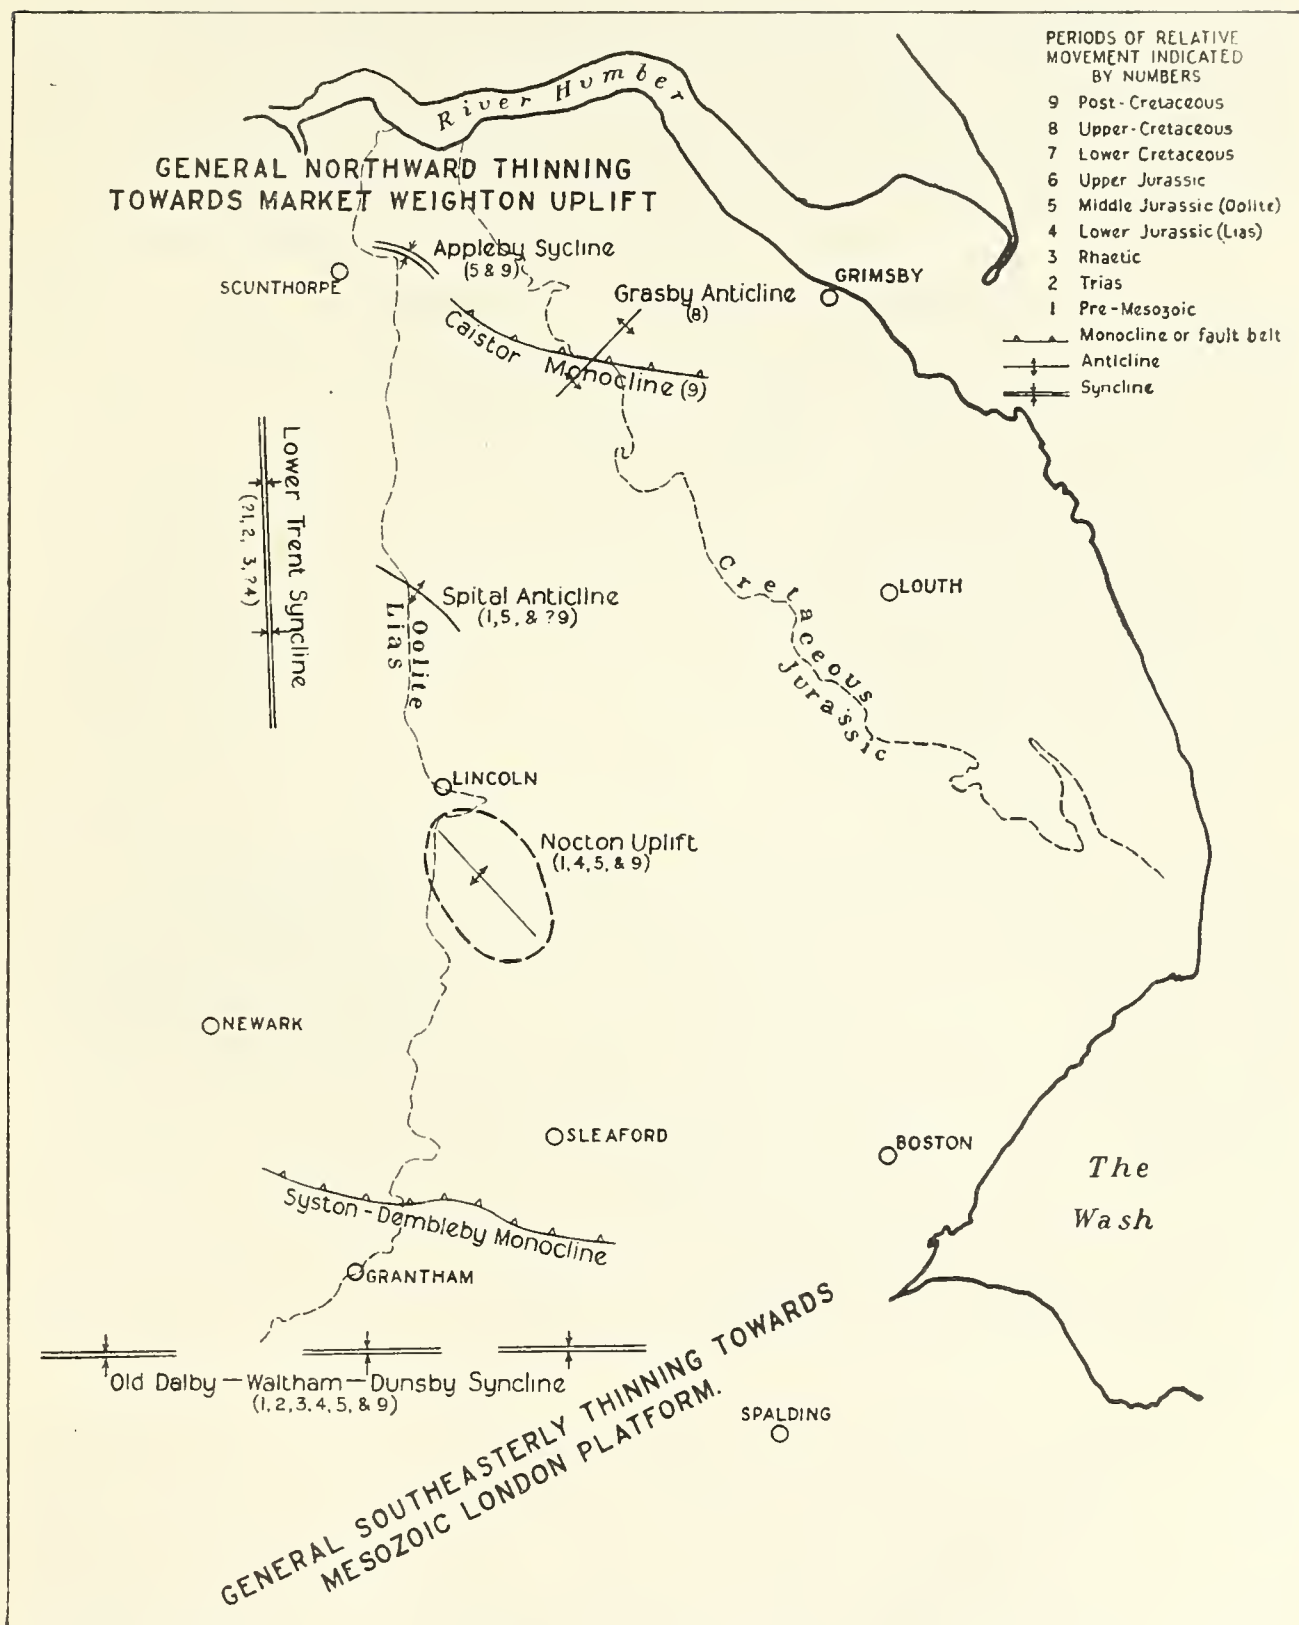 PERIODS OF RELATIVE
MOVEMENT INDICATED
BY NUMBERS
9 Post-Cretaceous
8 Upper-Cretaceous
7 Lower Cretaceous
6 Upper Jurassic
5 Middle Jurassic (Oolite)
4 Lower Jurassic (Lias)
3 Rhaetic
2 Trias
1 Pre-Mesozoic
Monocline or fault belt
Anticline
Syncline
River Humber
GENERAL NORTHWARD THINNING
TOWARDS MARKET WEIGHTON UPLIFT
Appleby Sycline
(5 & 9)
SCUNTHORPE
GRIMSBY
Grasby Anticline
(8)
Caistor Monocline (9)
Lower Trent Syncline
(?1, 2, 3, ?4)
Spital Anticline
(1, 5, & ?9)
Oolite
Lias
Cretaceous
Jurassic
LOUTH
LINCOLN
Nocton Uplift
(1, 4, 5, & 9)
NEWARK
SLEAFORD
BOSTON
The
Wash
Syston - Dembleby Monocline
GRANTHAM
Old Dalby — Waltham — Dunsby Syncline
(1, 2, 3, 4, 5, & 9)
GENERAL SOUTHEASTERLY THINNING TOWARDS
MESOZOIC LONDON PLATFORM.
SPALDING